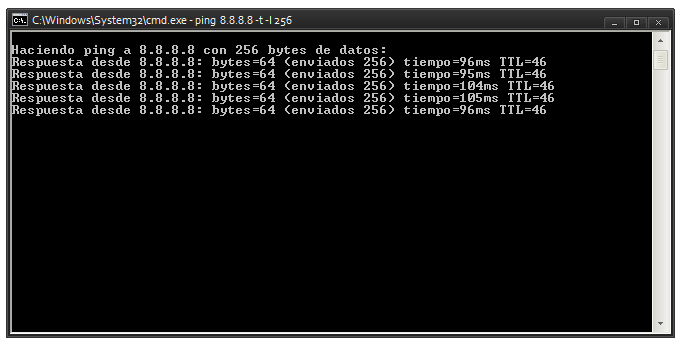 C:\Windows\System32\cmd.exe - ping 8.8.8.8 -t -l 256
Haciendo ping a 8.8.8.8 con 256 bytes de datos:
Respuesta desde 8.8.8.8: bytes=64 (enviados 256) tiempo=96ms TTL=46
Respuesta desde 8.8.8.8: bytes=64 (enviados 256) tiempo=95ms TTL=46
Respuesta desde 8.8.8.8: bytes=64 (enviados 256) tiempo=104ms TTL=46
Respuesta desde 8.8.8.8: bytes=64 (enviados 256) tiempo=105ms TTL=46
Respuesta desde 8.8.8.8: bytes=64 (enviados 256) tiempo=96ms TTL=46